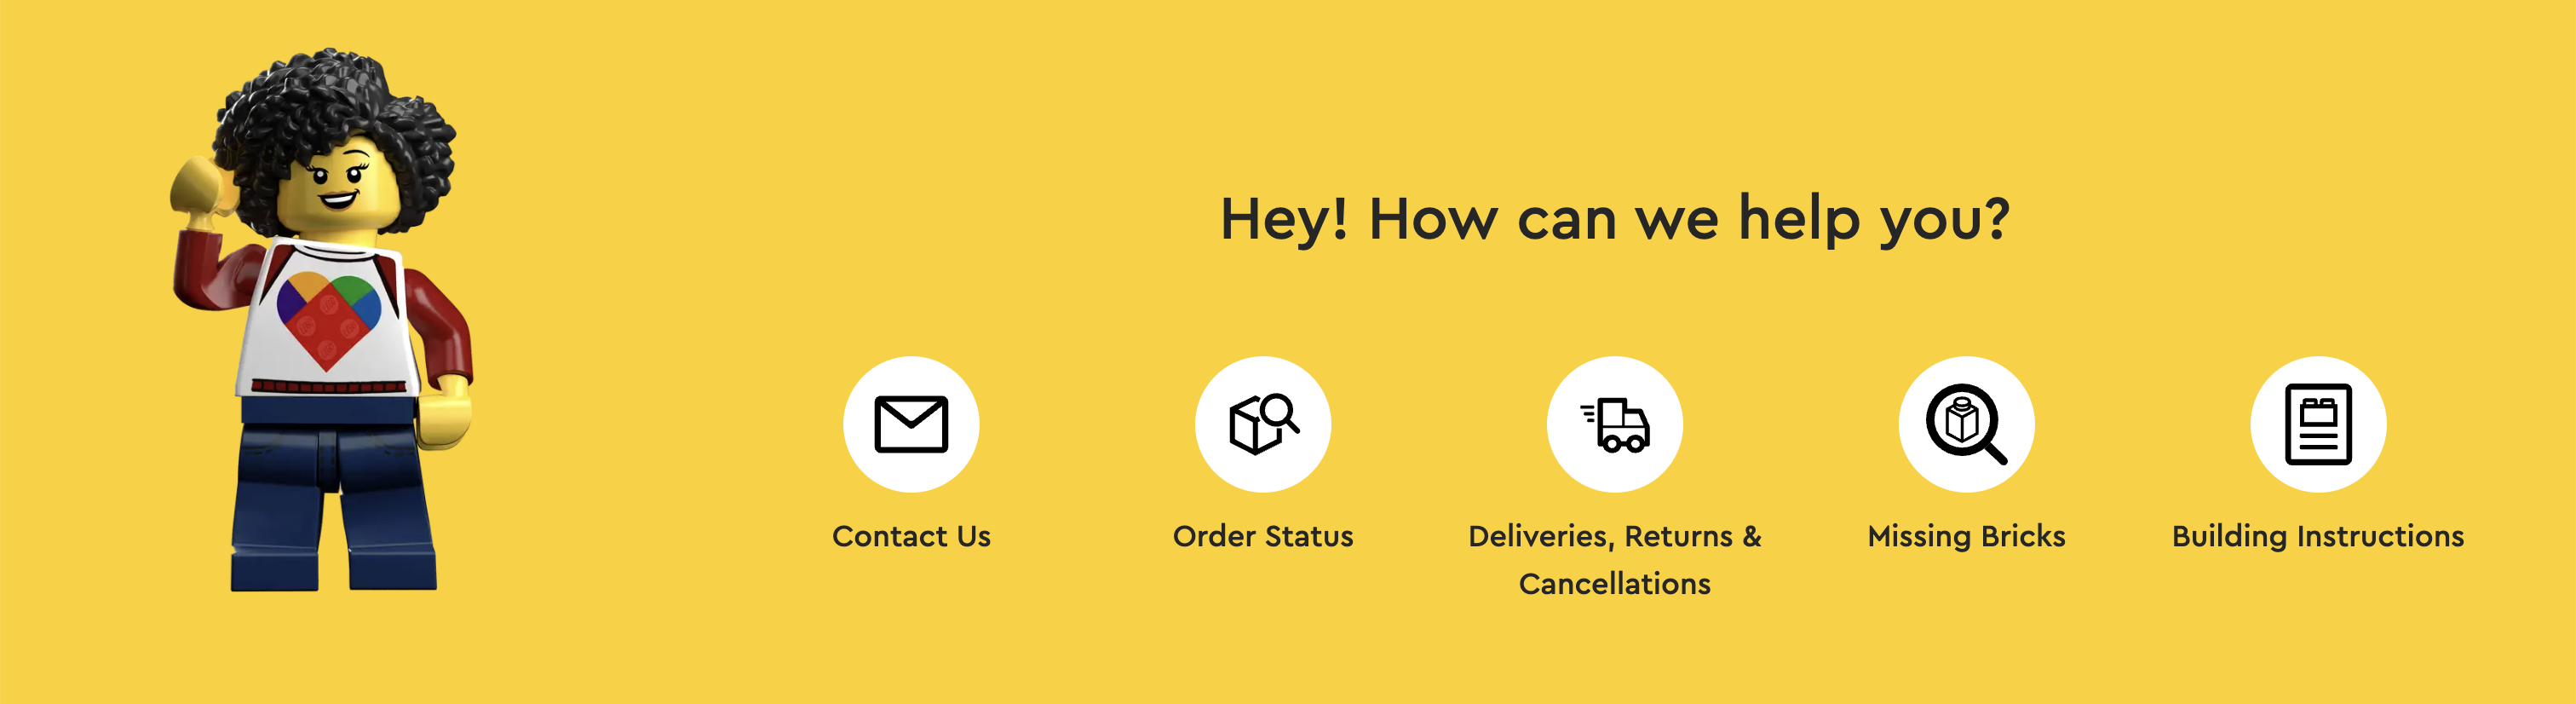 Hey! How can we help you?
Contact Us
Order Status
Deliveries, Returns &
Cancellations
Missing Bricks
Building Instructions